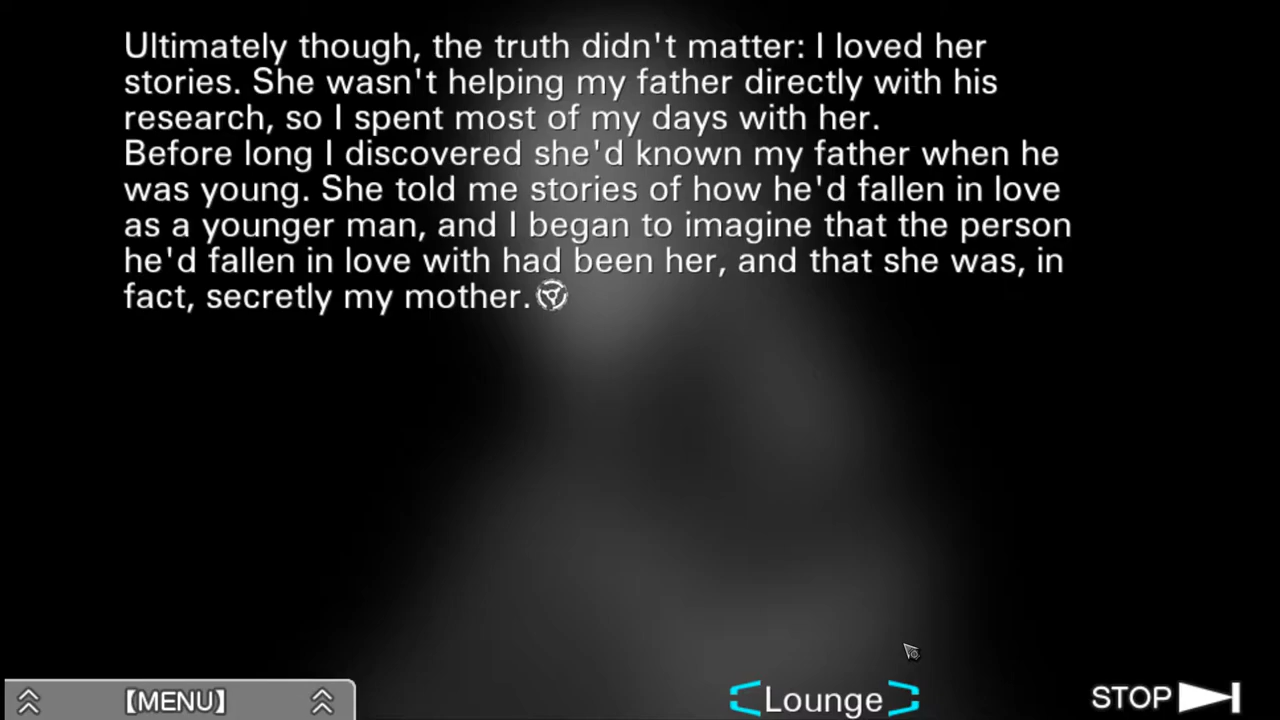 Ultimately though, the truth didn't matter: I loved her
stories. She wasn't helping my father directly with his
research, so I spent most of my days with her.
Before long I discovered she'd known my father when he
was young. She told me stories of how he'd fallen in love
as a younger man, and I began to imagine that the person
he'd fallen in love with had been her, and that she was, in
fact, secretly my mother.
【MENU】
Lounge
STOP